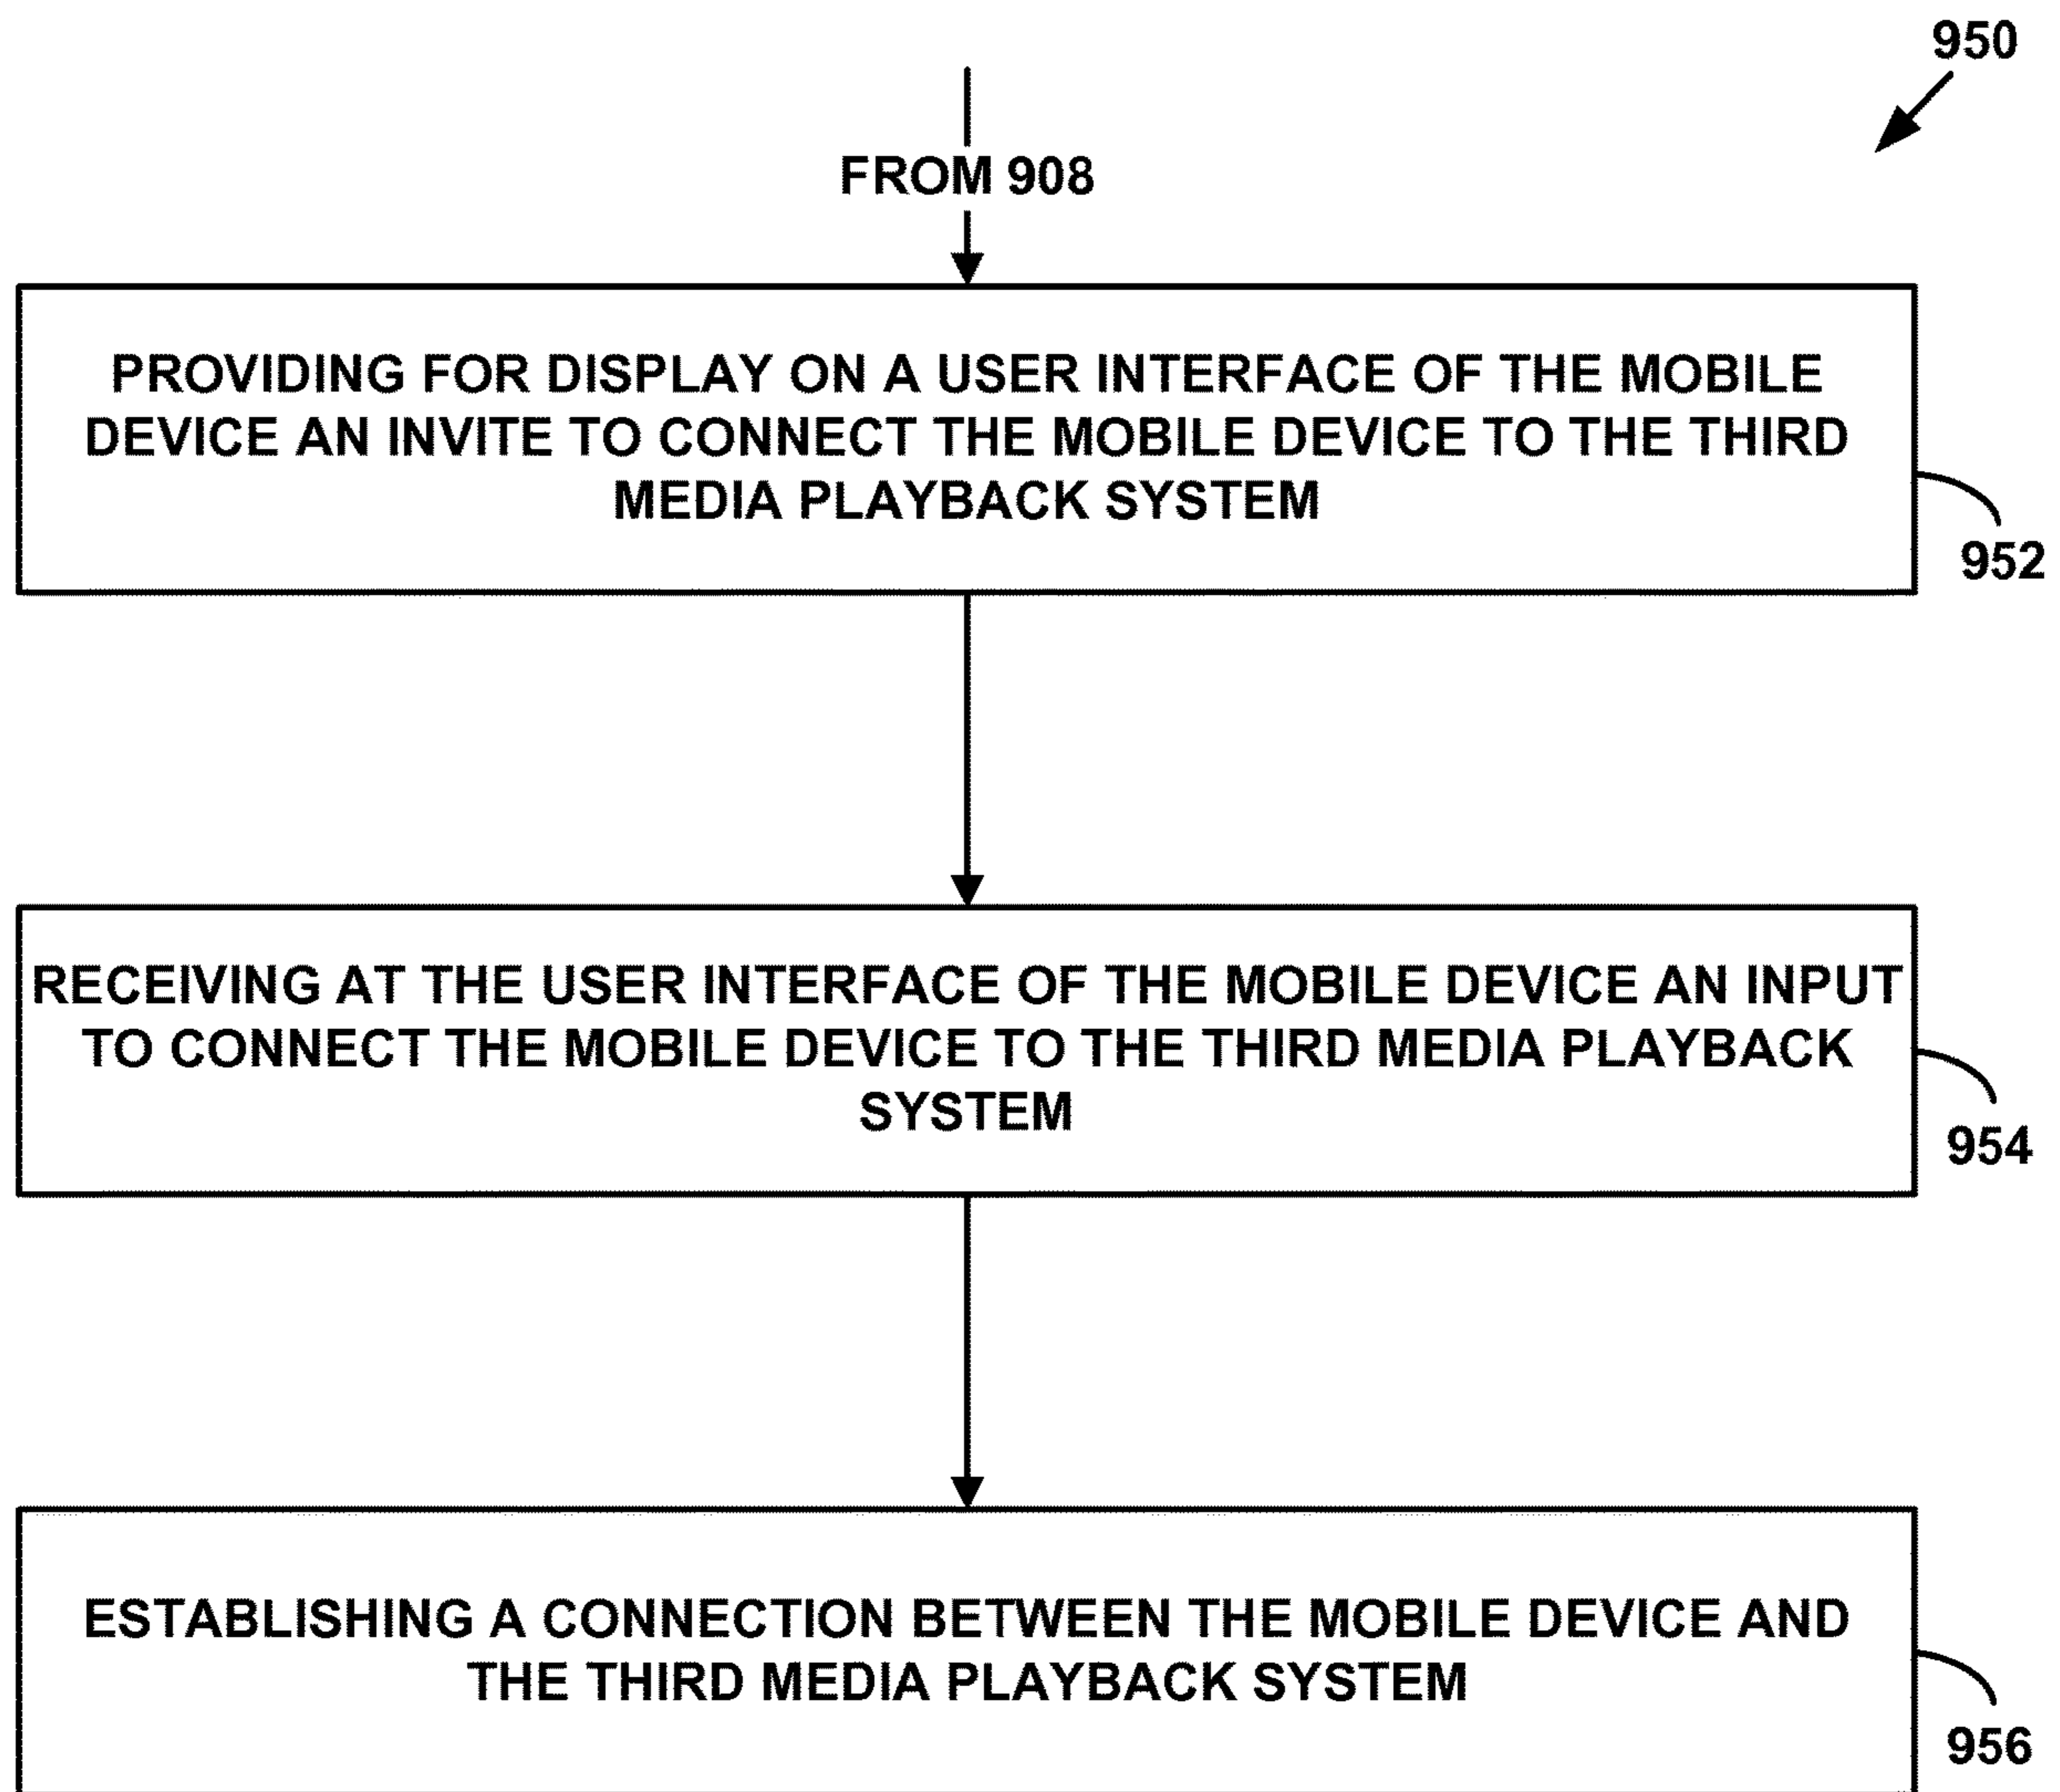 950
FROM 908
PROVIDING FOR DISPLAY ON A USER INTERFACE OF THE MOBILE
DEVICE AN INVITE TO CONNECT THE MOBILE DEVICE TO THE THIRD
MEDIA PLAYBACK SYSTEM
952
RECEIVING AT THE USER INTERFACE OF THE MOBILE DEVICE AN INPUT
TO CONNECT THE MOBILE DEVICE TO THE THIRD MEDIA PLAYBACK
SYSTEM
954
ESTABLISHING A CONNECTION BETWEEN THE MOBILE DEVICE AND
THE THIRD MEDIA PLAYBACK SYSTEM
956